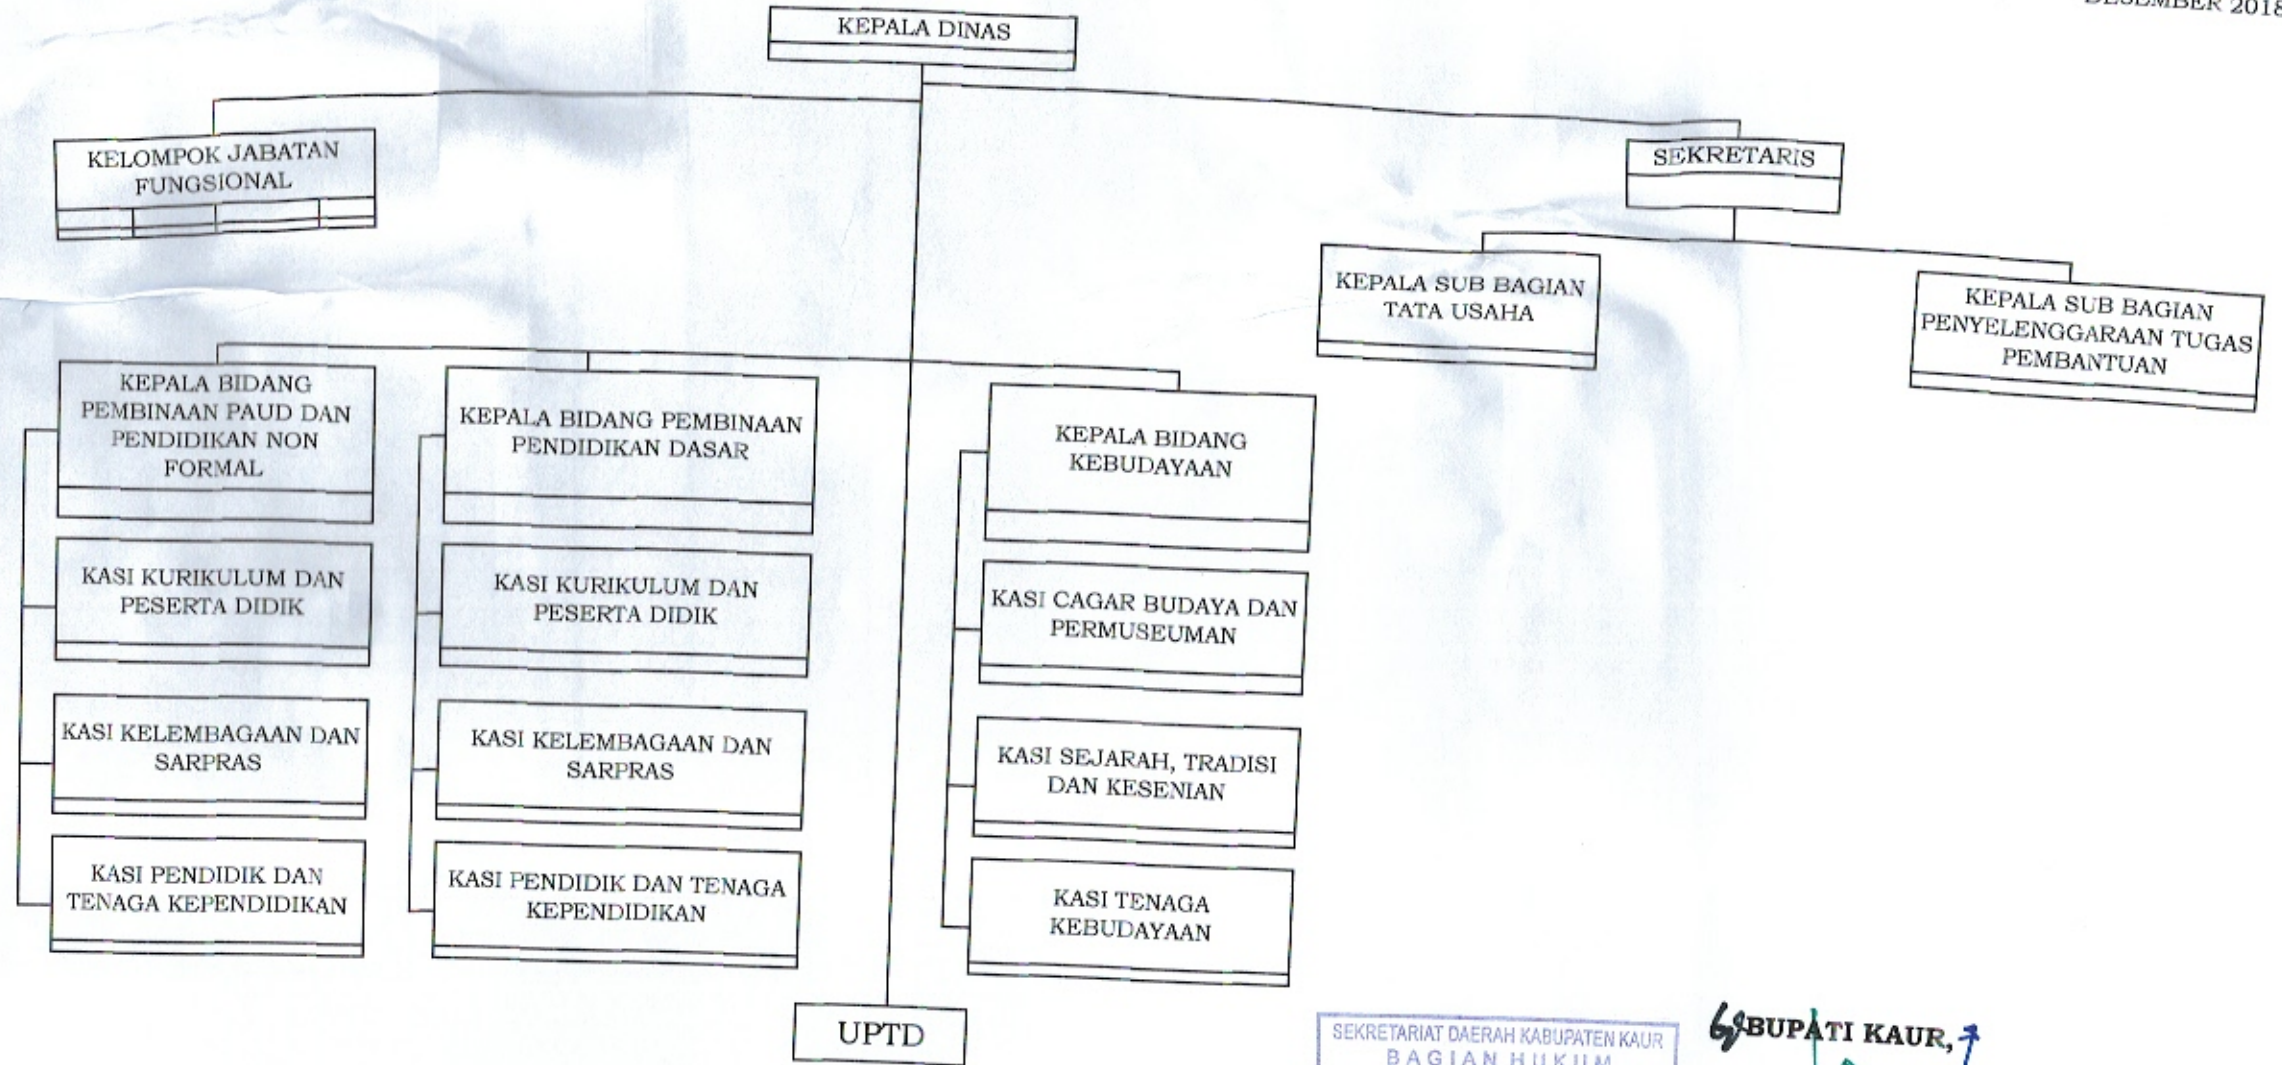 DESEMBER 2018
KEPALA DINAS
KELOMPOK JABATAN
FUNGSIONAL
SEKRETARIS
KEPALA SUB BAGIAN
TATA USAHA
KEPALA SUB BAGIAN
PENYELENGGARAAN TUGAS
PEMBANTUAN
KEPALA BIDANG
PEMBINAAN PAUD DAN
PENDIDIKAN NON
FORMAL
KASI KURIKULUM DAN
PESERTA DIDIK
KASI KELEMBAGAAN DAN
SARPRAS
KASI PENDIDIK DAN
TENAGA KEPENDIDIKAN
KEPALA BIDANG PEMBINAAN
PENDIDIKAN DASAR
KASI KURIKULUM DAN
PESERTA DIDIK
KASI KELEMBAGAAN DAN
SARPRAS
KASI PENDIDIK DAN TENAGA
KEPENDIDIKAN
KEPALA BIDANG
KEBUDAYAAN
KASI CAGAR BUDAYA DAN
PERMUSEUMAN
KASI SEJARAH, TRADISI
DAN KESENIAN
KASI TENAGA
KEBUDAYAAN
UPTD
SEKRETARIAT DAERAH KABUPATEN KAUR
BAGIAN HUKUM
BUPATI KAUR,